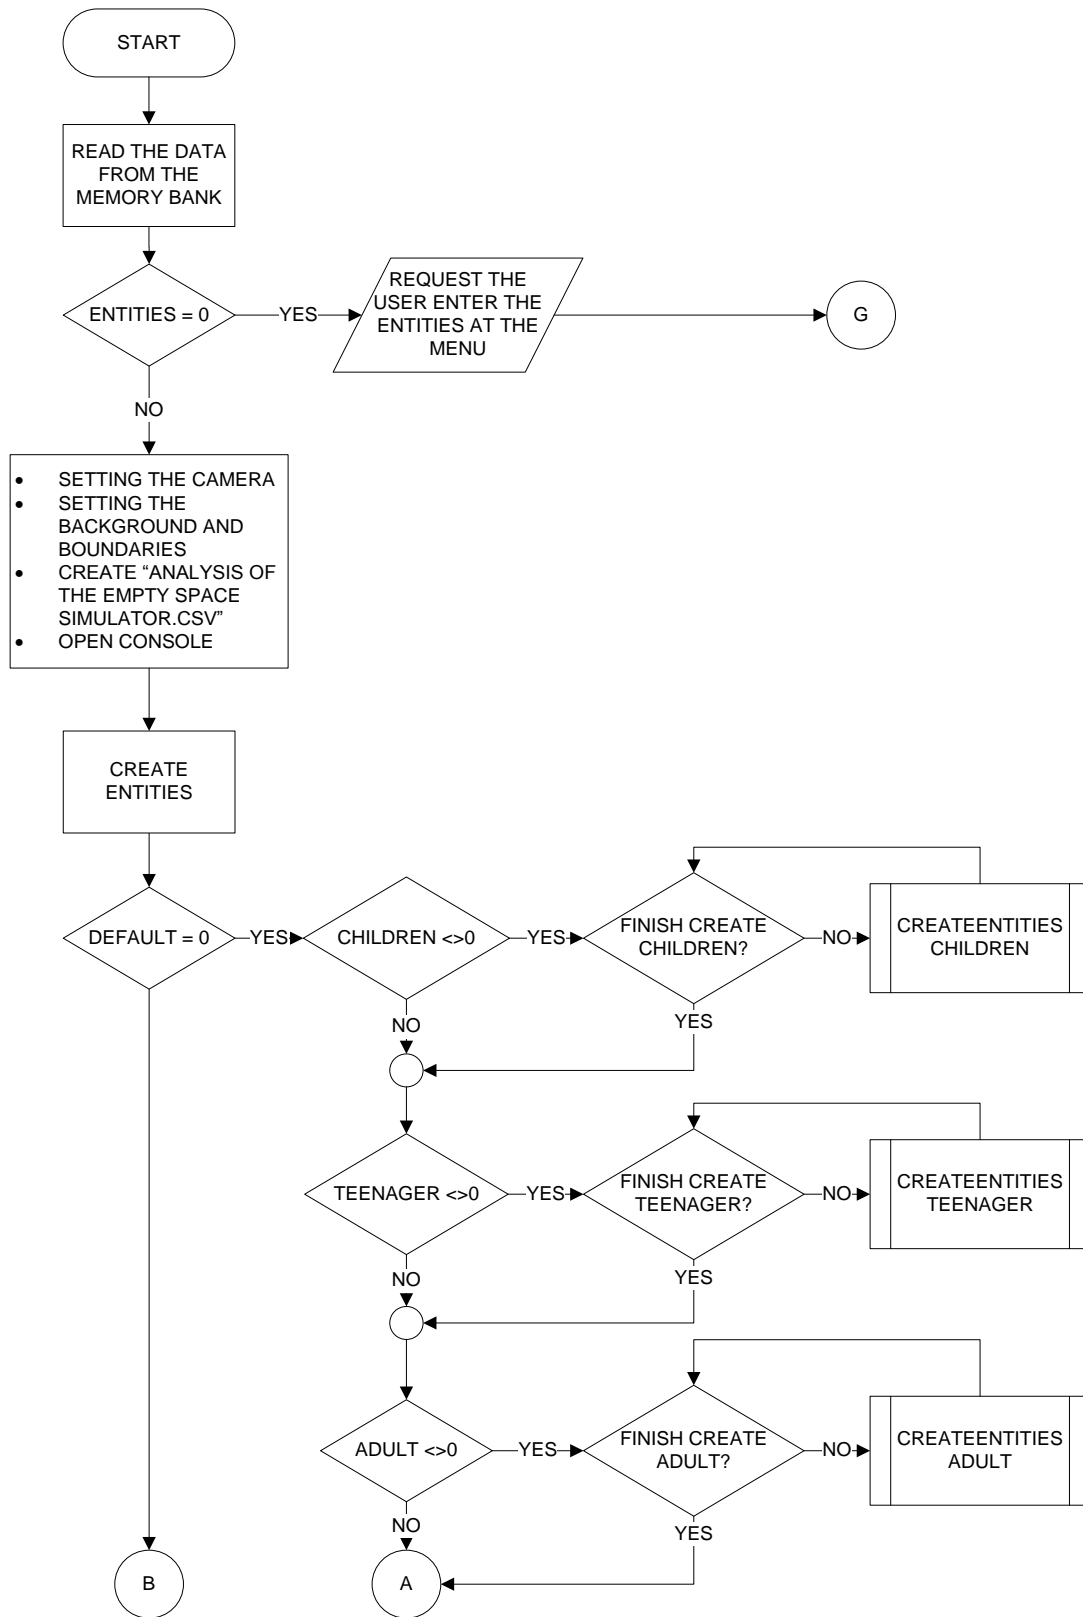 START
READ THE DATA
FROM THE
MEMORY BANK
ENTITIES = 0
YES
REQUEST THE
USER ENTER THE
ENTITIES AT THE
MENU
G
NO
• SETTING THE CAMERA
• SETTING THE
BACKGROUND AND
BOUNDARIES
• CREATE “ANALYSIS OF
THE EMPTY SPACE
SIMULATOR.CSV”
• OPEN CONSOLE
CREATE
ENTITIES
DEFAULT = 0
YES
CHILDREN <>0
YES
FINISH CREATE
CHILDREN?
NO
CREATEENTITIES
CHILDREN
NO
YES
TEENAGER <>0
YES
FINISH CREATE
TEENAGER?
NO
CREATEENTITIES
TEENAGER
NO
YES
ADULT <>0
YES
FINISH CREATE
ADULT?
NO
CREATEENTITIES
ADULT
NO
YES
B
A